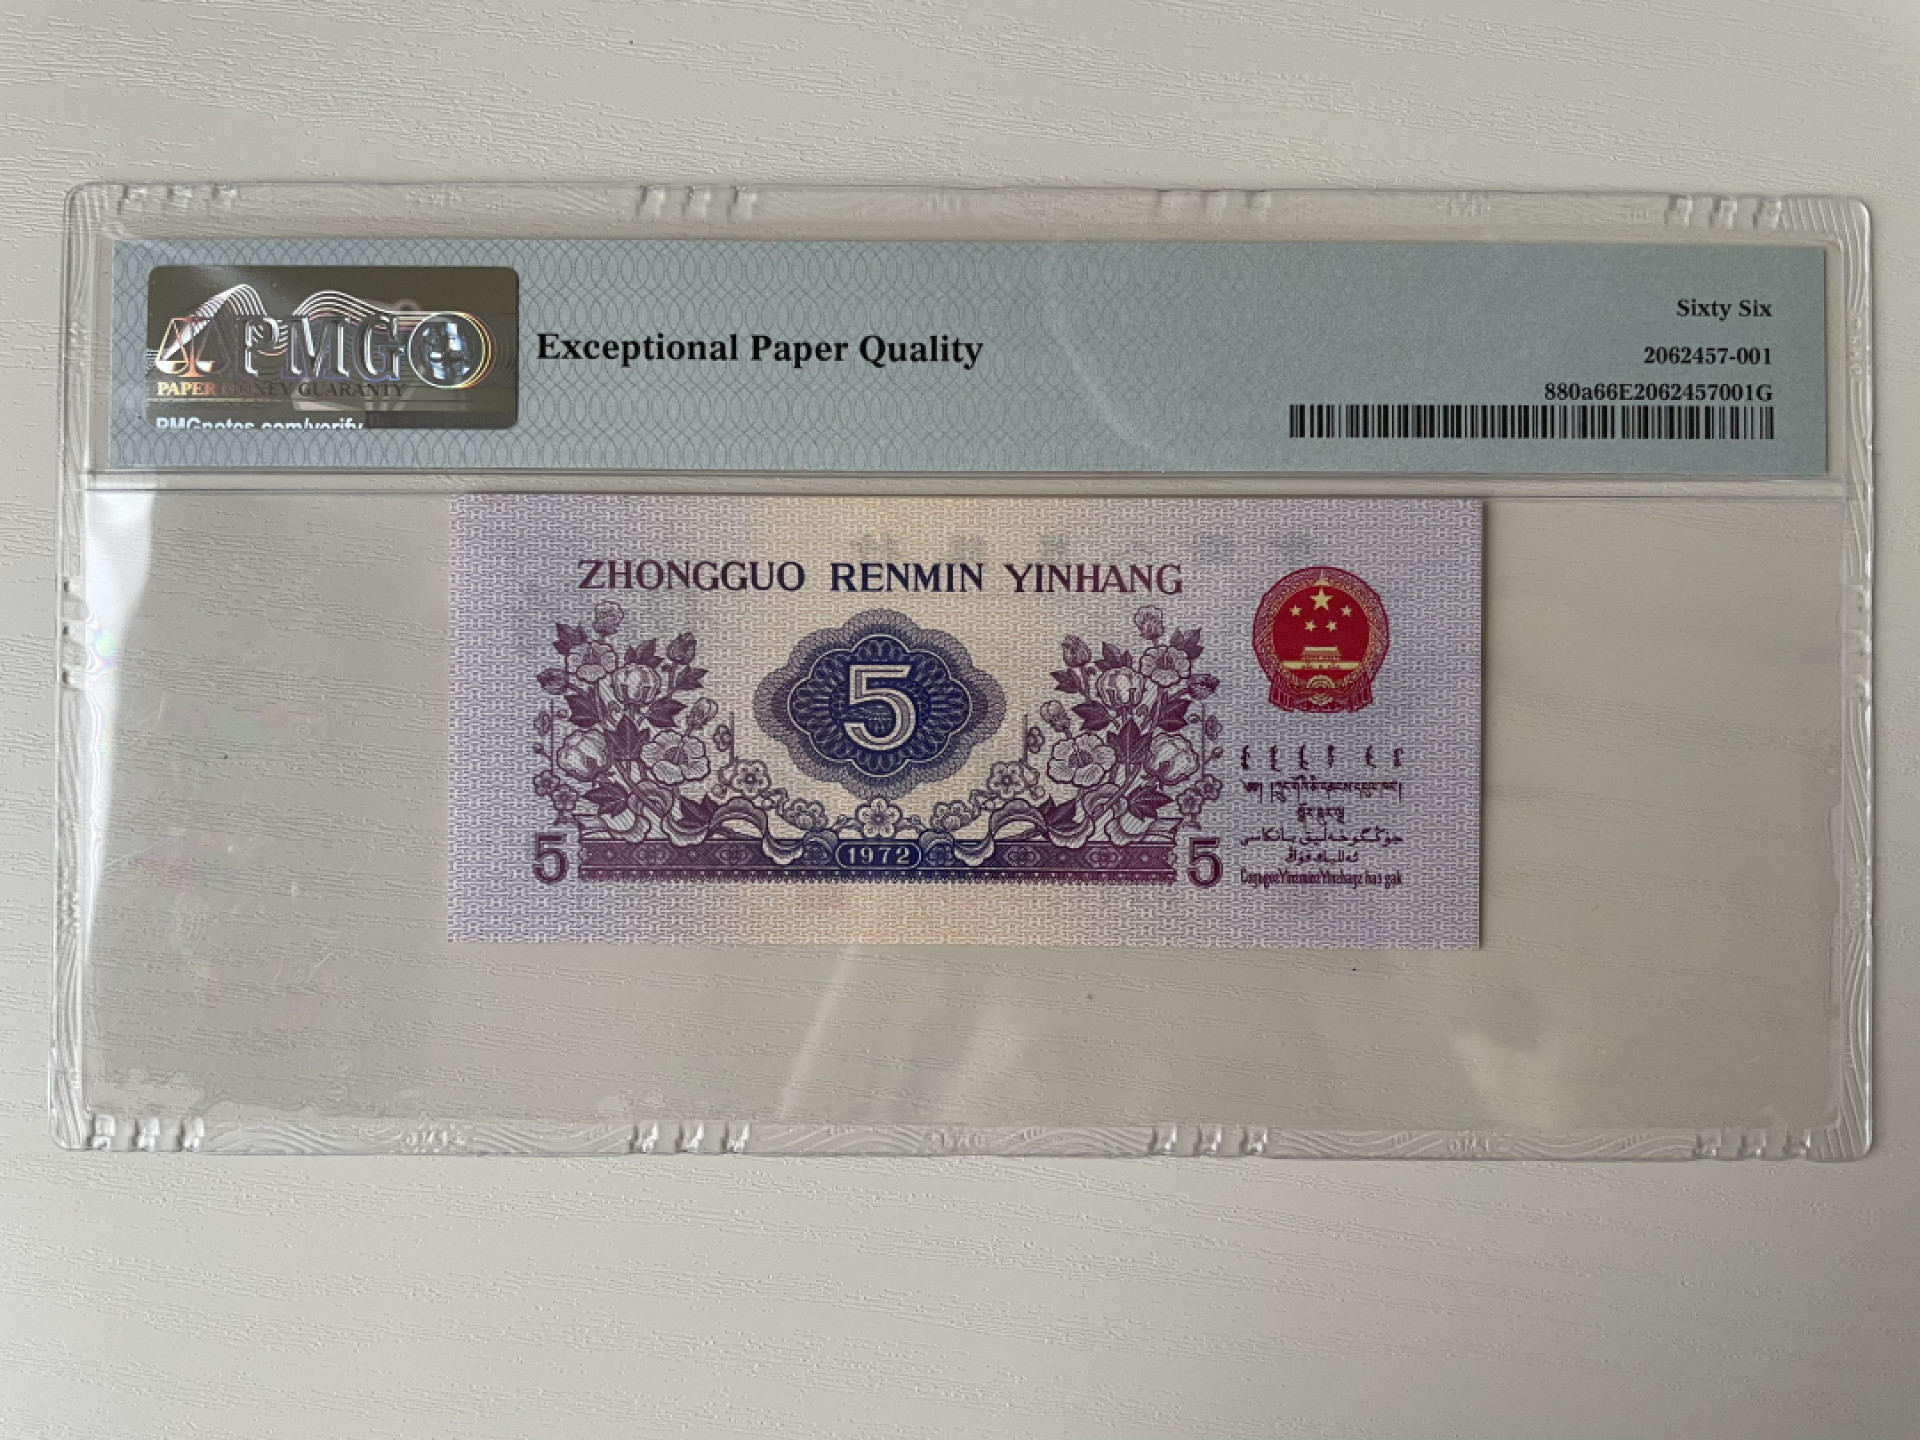 PMG
PAPER MONEY GUARANTY
PMGnotes.com/verify
Exceptional Paper Quality
Sixty Six
2062457-001
880a66E2062457001G
ZHONGGUO RENMIN YINHANG
5
5
1972
5